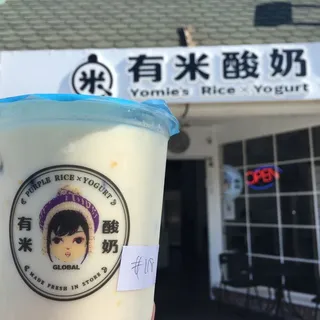 米 有米酸奶
Yomie's Rice x Yogurt
OPEN
PURPLE RICE x YOGURT
有米
酸奶
GLOBAL
MADE FRESH IN STORE